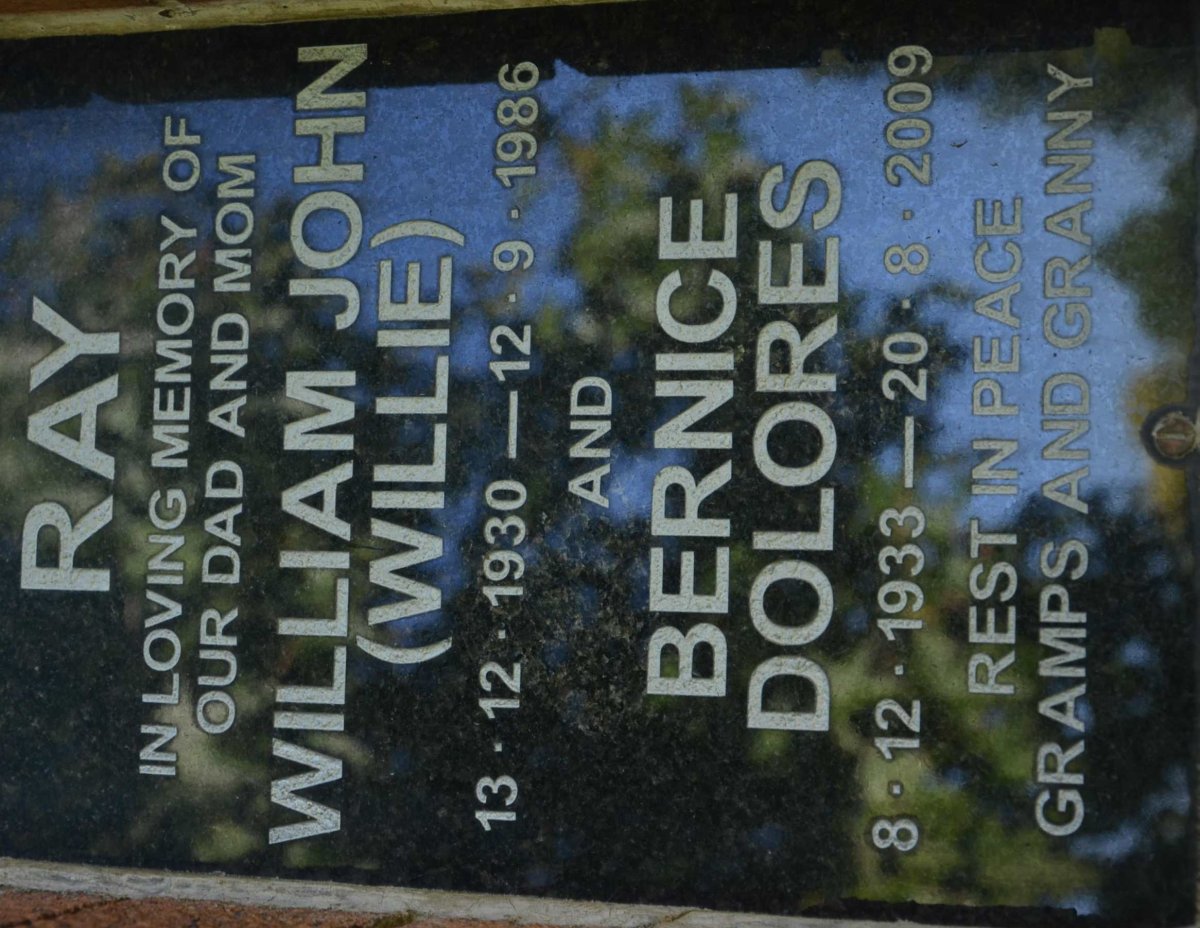 RAY
IN LOVING MEMORY OF
OUR DAD AND MOM
WILLIAM JOHN
(WILLIE)
13·12·1930—12·9·1986
AND
BERNICE
DOLORES
8·12·1933—20·8·2009
REST IN PEACE
GRAMPS AND GRANNY